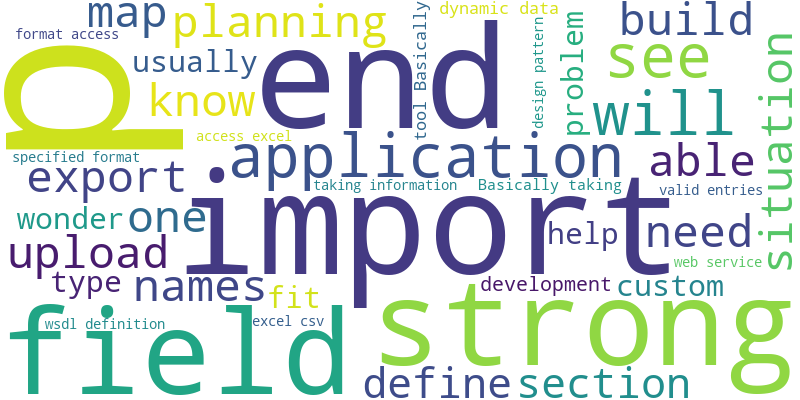 map
planning
dynamic data
build
format access
usually
end
tool Basically
design pattern
problem
see
situation
p
know
will
access excel
specified format
export
application
able
taking information
Basically taking
valid entries
wonder
one
import
help
need
upload
web service
type
names
fit
development
custom
field
wsdl definition
excel csv
strong
define
section